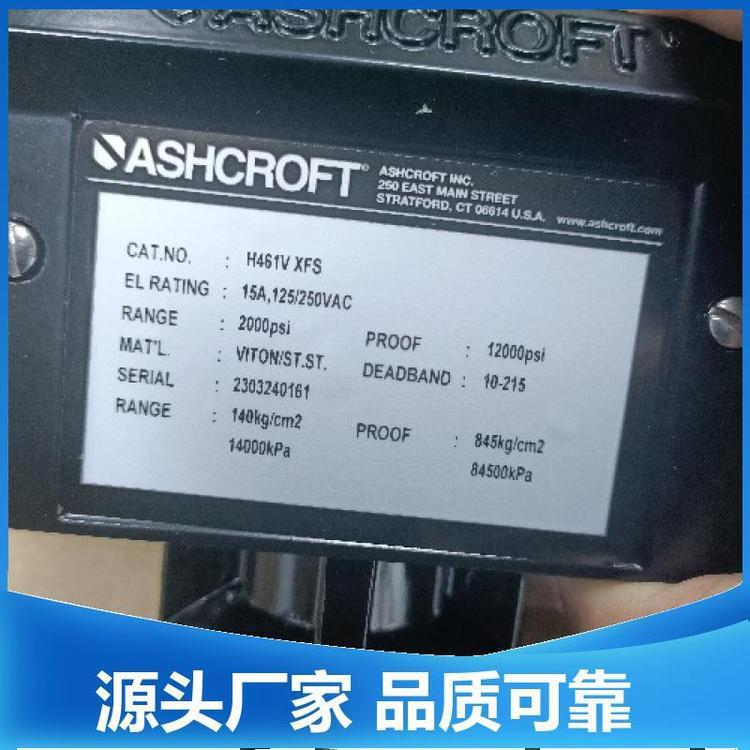 ASHCROFT
ASHCROFT® ASHCROFT INC.
250 EAST MAIN STREET
STRATFORD, CT 06614 U.S.A. www.ashcroft.com
CAT.NO. : H461V XFS
EL RATING : 15A,125/250VAC
RANGE : 2000psi PROOF : 12000psi
MAT'L. : VITON/ST.ST. DEADBAND : 10-215
SERIAL : 2303240161
RANGE : 140kg/cm2 PROOF : 845kg/cm2
14000kPa 84500kPa
源头厂家 品质可靠